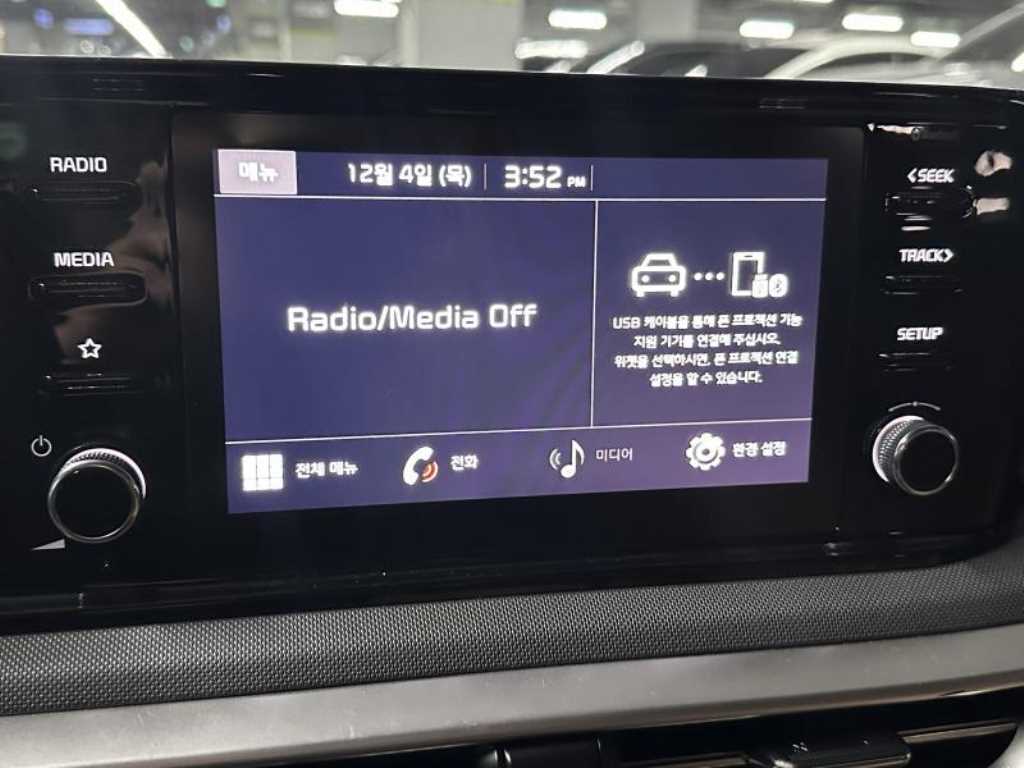 RADIO
MEDIA
메뉴
12월 4일 (목)
3:52 PM
Radio/Media Off
USB 케이블을 통해 폰 프로젝션 기능
지원 기기를 연결해 주십시오.
위젯을 선택하시면, 폰 프로젝션 연결
설정을 할 수 있습니다.
전체 메뉴
전화
미디어
환경 설정
<SEEK
TRACK>
SETUP